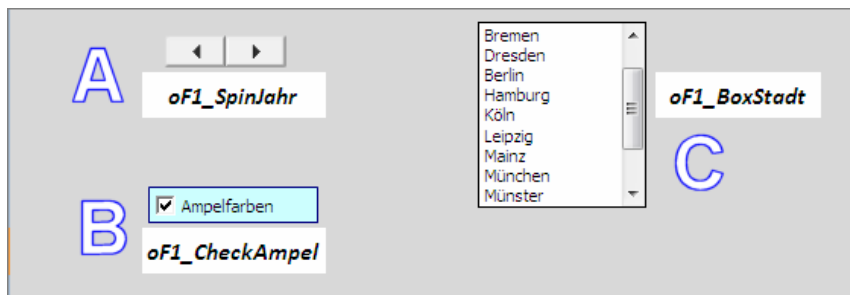 A
oF1_SpinJahr
B
Ampelfarben
oF1_CheckAmpel
Bremen
Dresden
Berlin
Hamburg
Köln
Leipzig
Mainz
München
Münster
oF1_BoxStadt
C